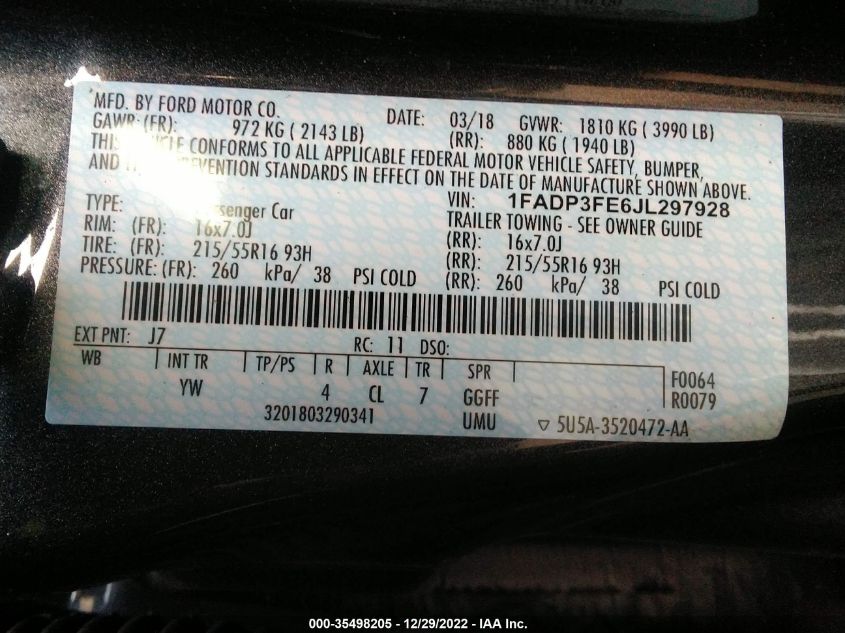 MFD. BY FORD MOTOR CO. DATE: 03/18 GVWR: 1810 KG ( 3990 LB)
GAWR: (FR): 972 KG ( 2143 LB) (RR): 880 KG ( 1940 LB)
CONFORMS TO ALL APPLICABLE FEDERAL MOTOR VEHICLE SAFETY, BUMPER,
AND STANDARDS IN EFFECT ON THE DATE OF MANUFACTURE SHOWN ABOVE.
VIN: 1FADP3FE6JL297928
TYPE: Car TRAILER TOWING - SEE OWNER GUIDE
RIM: (FR): 16x7.0J (RR): 16x7.0J
TIRE: (FR): 215/55R16 93H (RR): 215/55R16 93H
PRESSURE: (FR): 260 kPa/ 38 PSI COLD (RR): 260 kPa/ 38 PSI COLD
EXT PNT: J7 RC: 11 DSO:
WB INT TR TP/PS R AXLE TR SPR F0064
YW 4 CL 7 GGFF R0079
3201803290341 UMU ▽ 5U5A-3520472-AA
000-35498205 - 12/29/2022 - IAA Inc.